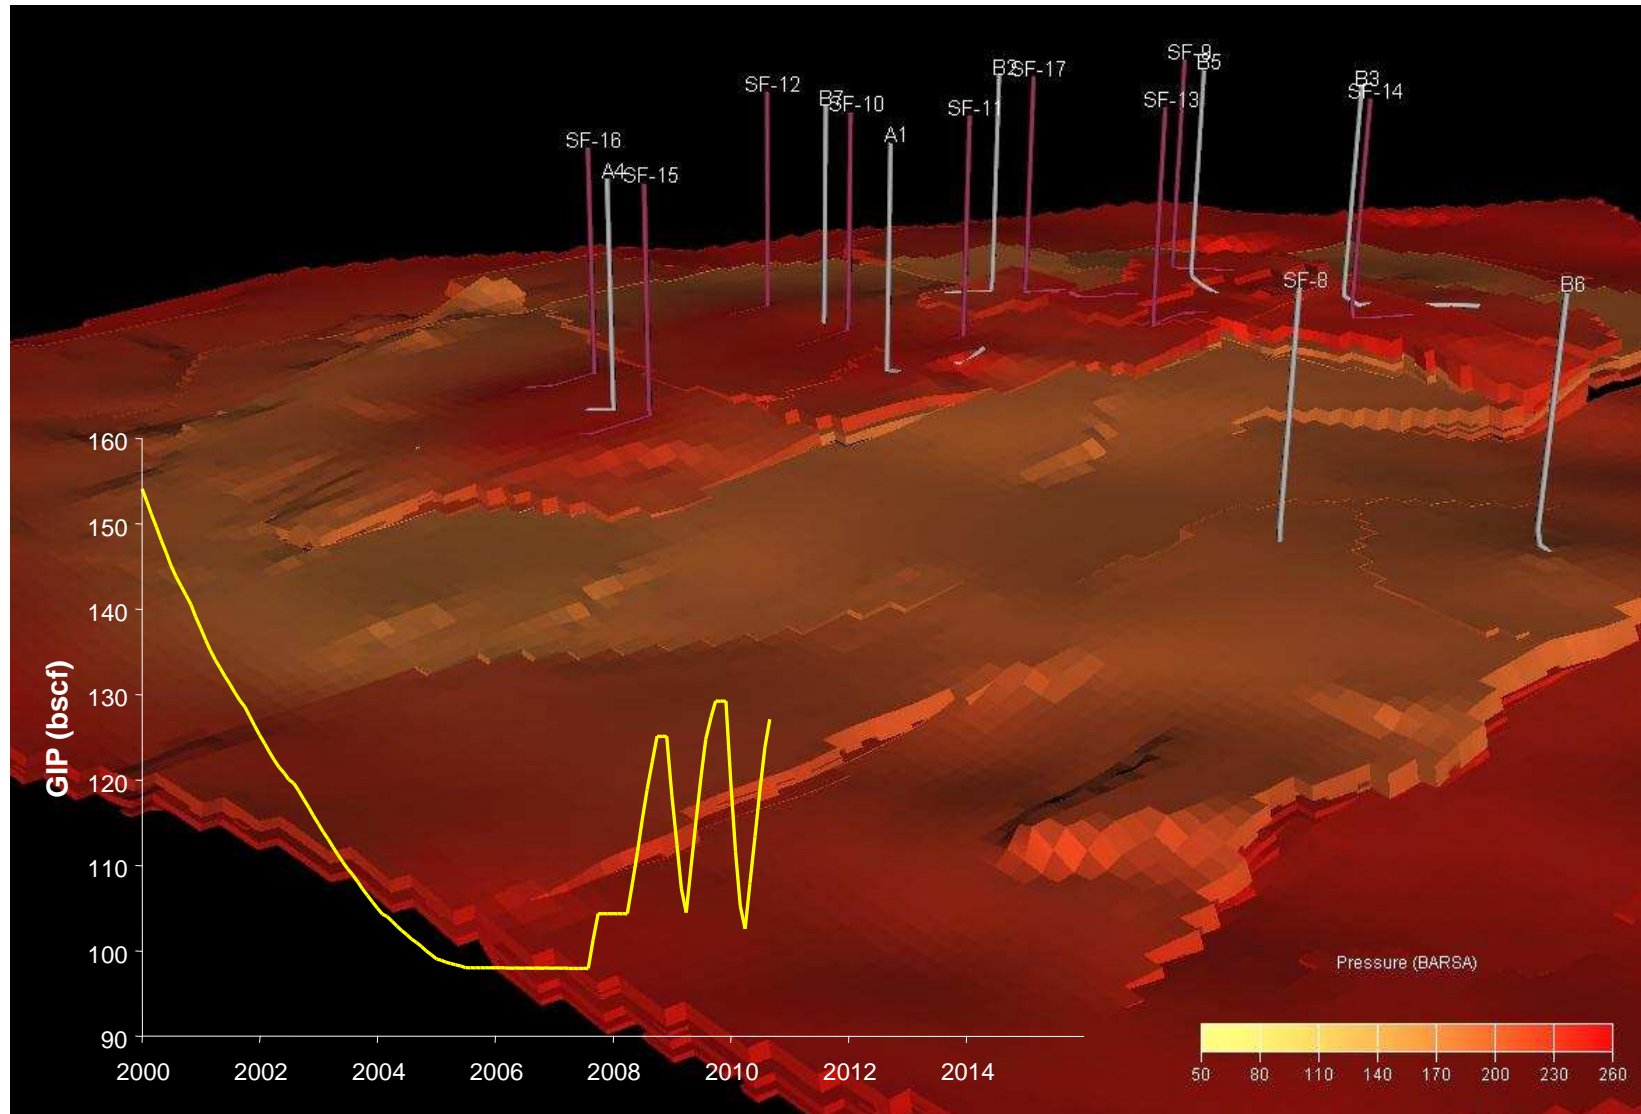 SF-9
B5
B2
SF-17
B3
SF-14
SF-12
B7
SF-10
SF-11
SF-13
A1
SF-16
A4
SF-15
SF-8
B6
160
150
140
130
120
110
100
90
GIP (bscf)
2000 2002 2004 2006 2008 2010 2012 2014
Pressure (BARSA)
50 80 110 140 170 200 230 260